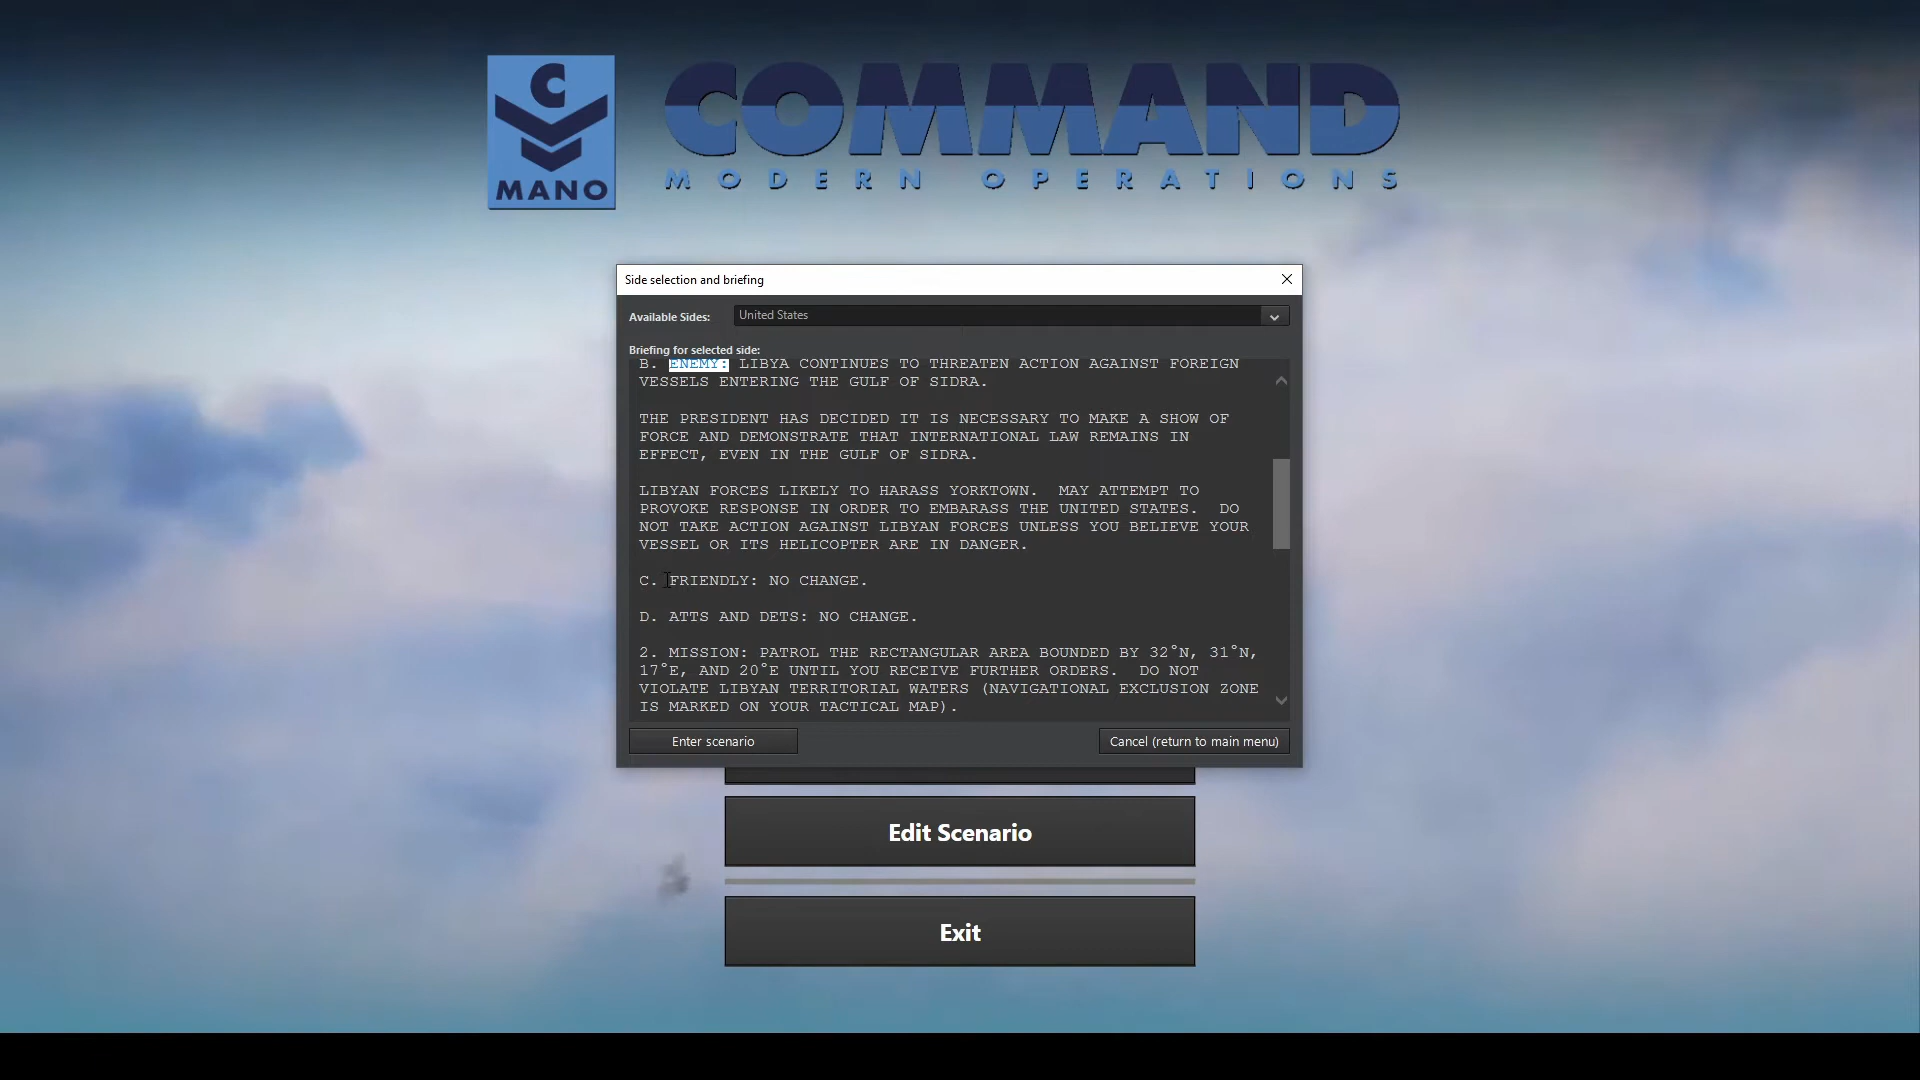 C
MANO
COMMAND
MODERN OPERATIONS
Side selection and briefing
Available Sides: United States
Briefing for selected side:
B. ENEMY: LIBYA CONTINUES TO THREATEN ACTION AGAINST FOREIGN
VESSELS ENTERING THE GULF OF SIDRA.
THE PRESIDENT HAS DECIDED IT IS NECESSARY TO MAKE A SHOW OF
FORCE AND DEMONSTRATE THAT INTERNATIONAL LAW REMAINS IN
EFFECT, EVEN IN THE GULF OF SIDRA.
LIBYAN FORCES LIKELY TO HARASS YORKTOWN. MAY ATTEMPT TO
PROVOKE RESPONSE IN ORDER TO EMBARASS THE UNITED STATES. DO
NOT TAKE ACTION AGAINST LIBYAN FORCES UNLESS YOU BELIEVE YOUR
VESSEL OR ITS HELICOPTER ARE IN DANGER.
C. FRIENDLY: NO CHANGE.
D. ATTS AND DETS: NO CHANGE.
2. MISSION: PATROL THE RECTANGULAR AREA BOUNDED BY 32°N, 31°N,
17°E, AND 20°E UNTIL YOU RECEIVE FURTHER ORDERS. DO NOT
VIOLATE LIBYAN TERRITORIAL WATERS (NAVIGATIONAL EXCLUSION ZONE
IS MARKED ON YOUR TACTICAL MAP).
Enter scenario
Cancel (return to main menu)
Edit Scenario
Exit